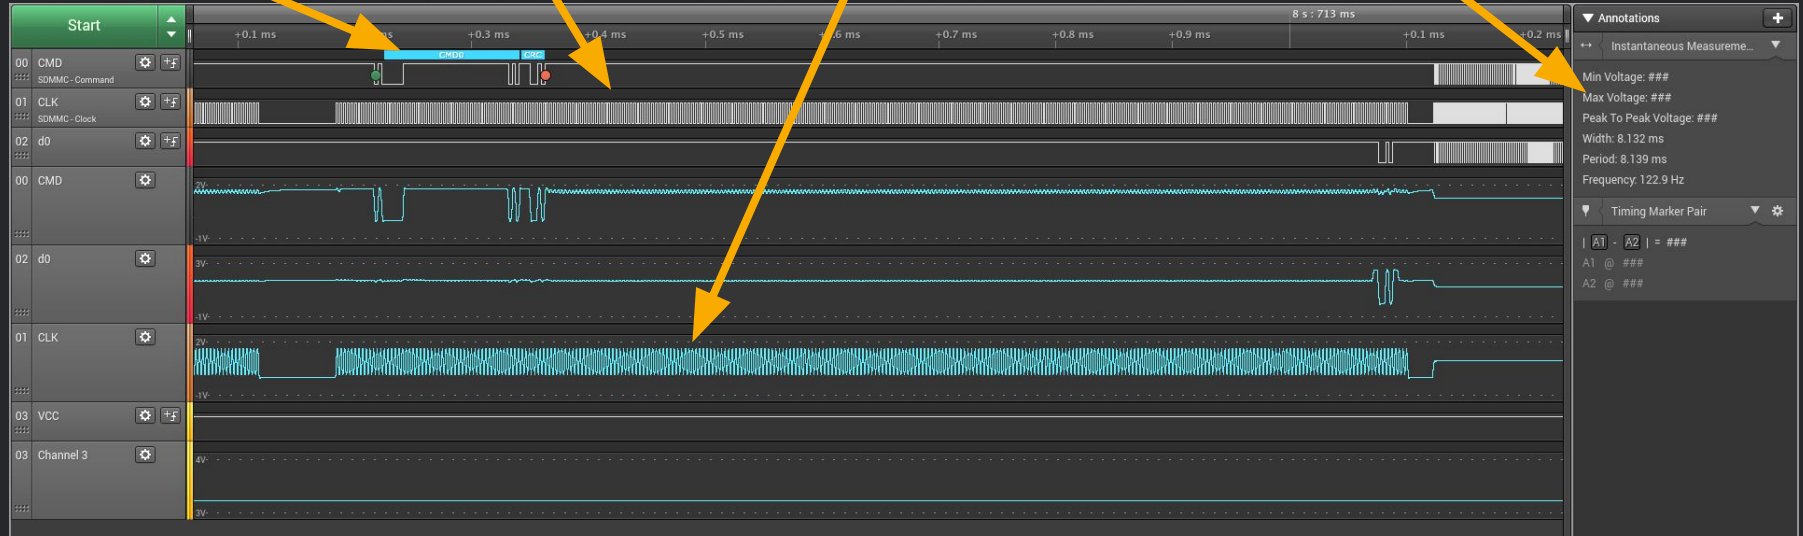 Start
8 s : 713 ms
+0.1 ms
ms
+0.3 ms
+0.4 ms
+0.5 ms
+0.6 ms
+0.7 ms
+0.8 ms
+0.9 ms
+0.1 ms
+0.2 ms
00 CMD
SDMMC - Command
CMD0
CRC
01 CLK
SDMMC - Clock
02 d0
00 CMD
2V
-1V
02 d0
3V
-1V
01 CLK
2V
-1V
03 VCC
03 Channel 3
4V
3V
Annotations
Instantaneous Measureme...
Min Voltage: ###
Max Voltage: ###
Peak To Peak Voltage: ###
Width: 8.132 ms
Period: 8.139 ms
Frequency: 122.9 Hz
Timing Marker Pair
| A1 - A2 | = ###
A1 @ ###
A2 @ ###